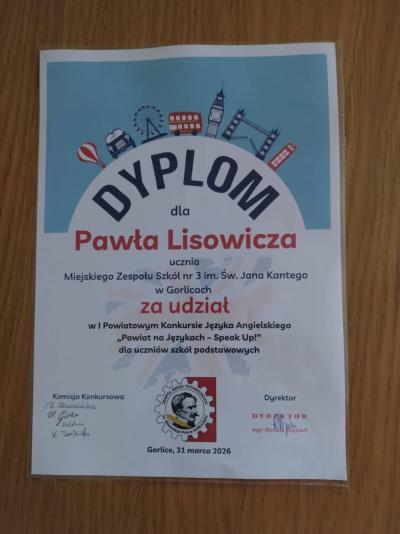 DYPLOM
dla
Pawła Lisowicza
ucznia
Miejskiego Zespołu Szkół nr 3 im. Św. Jana Kantego
w Gorlicach
za udział
w I Powiatowym Konkursie Języka Angielskiego
„Powiat na Językach – Speak Up!”
dla uczniów szkół podstawowych
Komisja Konkursowa
Dyrektor
DYREKTOR
mgr
Gorlice, 31 marca 2026